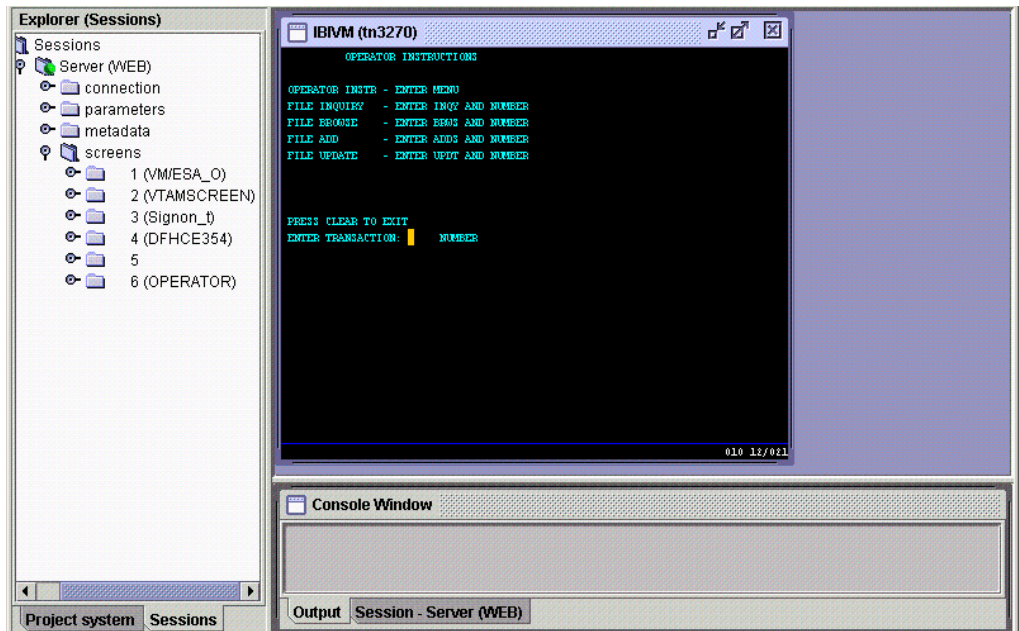 Explorer (Sessions)
Sessions
Server (WEB)
connection
parameters
metadata
screens
1 (VM/ESA_O)
2 (VTAMSCREEN)
3 (Signon_t)
4 (DFHCE354)
5
6 (OPERATOR)
Project system Sessions
IBIVM (tn3270)
OPERATOR INSTRUCTIONS
OPERATOR INSTR - ENTER MENU
FILE INQUIRY - ENTER INQY AND NUMBER
FILE BROWSE - ENTER BRWS AND NUMBER
FILE ADD - ENTER ADDS AND NUMBER
FILE UPDATE - ENTER UPDT AND NUMBER
PRESS CLEAR TO EXIT
ENTER TRANSACTION: NUMBER
010 12/021
Console Window
Output Session - Server (WEB)